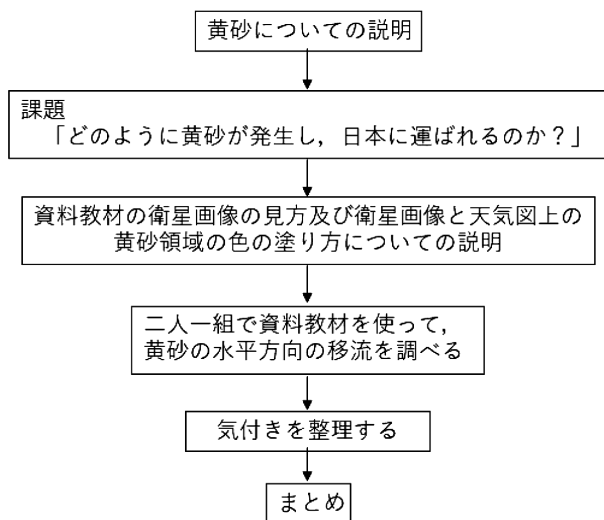 黄砂についての説明
課題
「どのように黄砂が発生し，日本に運ばれるのか？」
資料教材の衛星画像の見方及び衛星画像と天気図上の
黄砂領域の色の塗り方についての説明
二人一組で資料教材を使って，
黄砂の水平方向の移流を調べる
気付きを整理する
まとめ